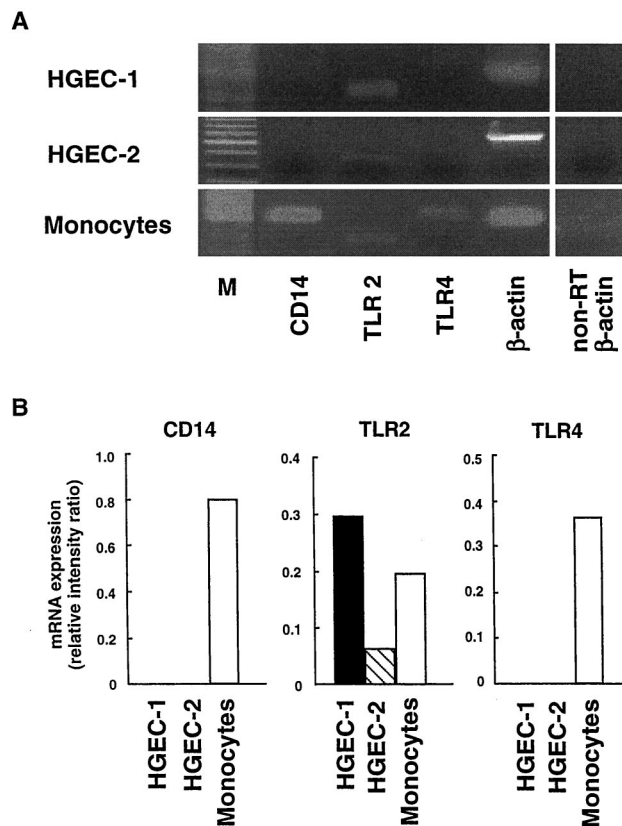 A
HGEC-1
HGEC-2
Monocytes
M
CD14
TLR 2
TLR4
β-actin
non-RT
β-actin
B
CD14
TLR2
TLR4
mRNA expression
(relative intensity ratio)
1.0
0.8
0.6
0.4
0.2
0
0.4
0.3
0.2
0.1
0
0.5
0.4
0.3
0.2
0.1
0
HGEC-1
HGEC-2
Monocytes
HGEC-1
HGEC-2
Monocytes
HGEC-1
HGEC-2
Monocytes